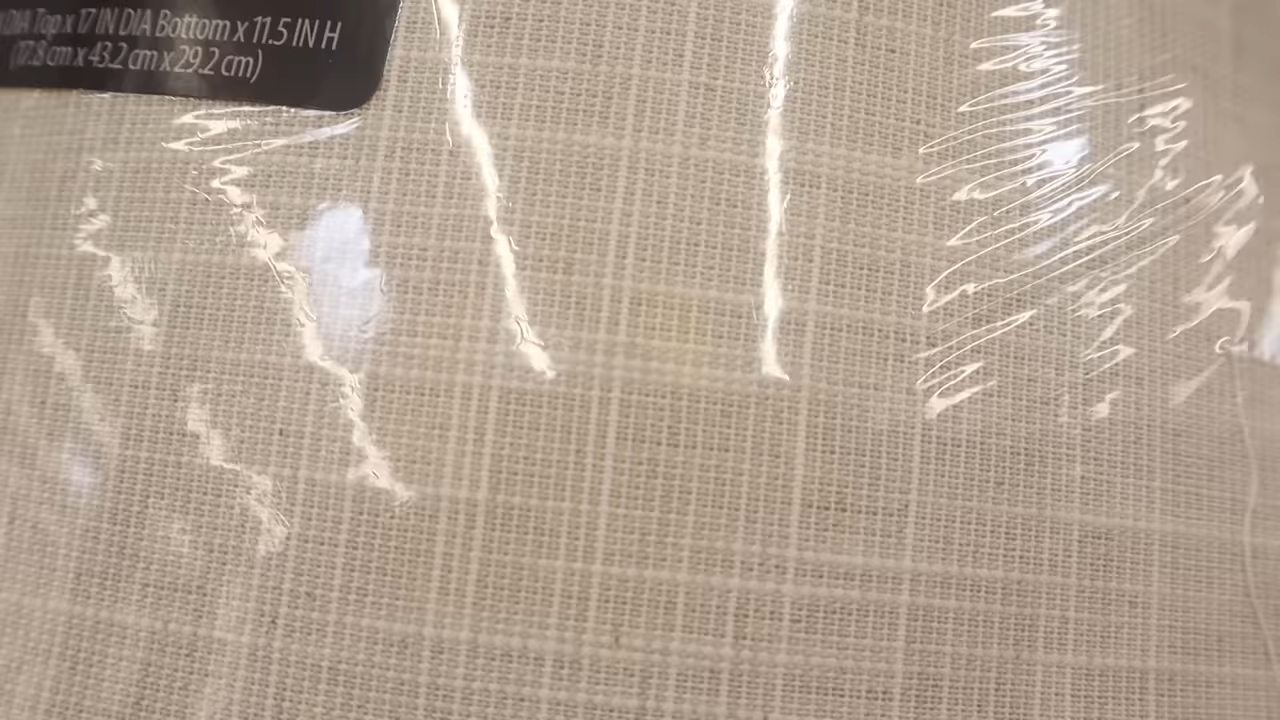 DIA Top x 17 IN DIA Bottom x 11.5 IN H
(17.8 cm x 43.2 cm x 29.2 cm)